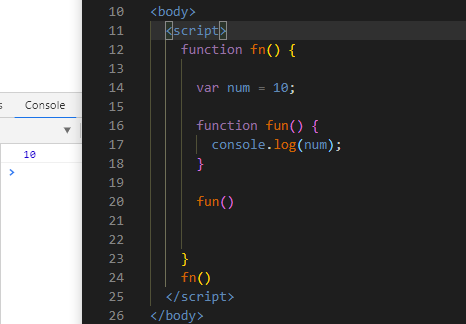 s Console
▼
10
>
10 <body>
11 <script>
12 function fn() {
13
14 var num = 10;
15
16 function fun() {
17 console.log(num);
18 }
19
20 fun()
21
22
23 }
24 fn()
25 </script>
26 </body>